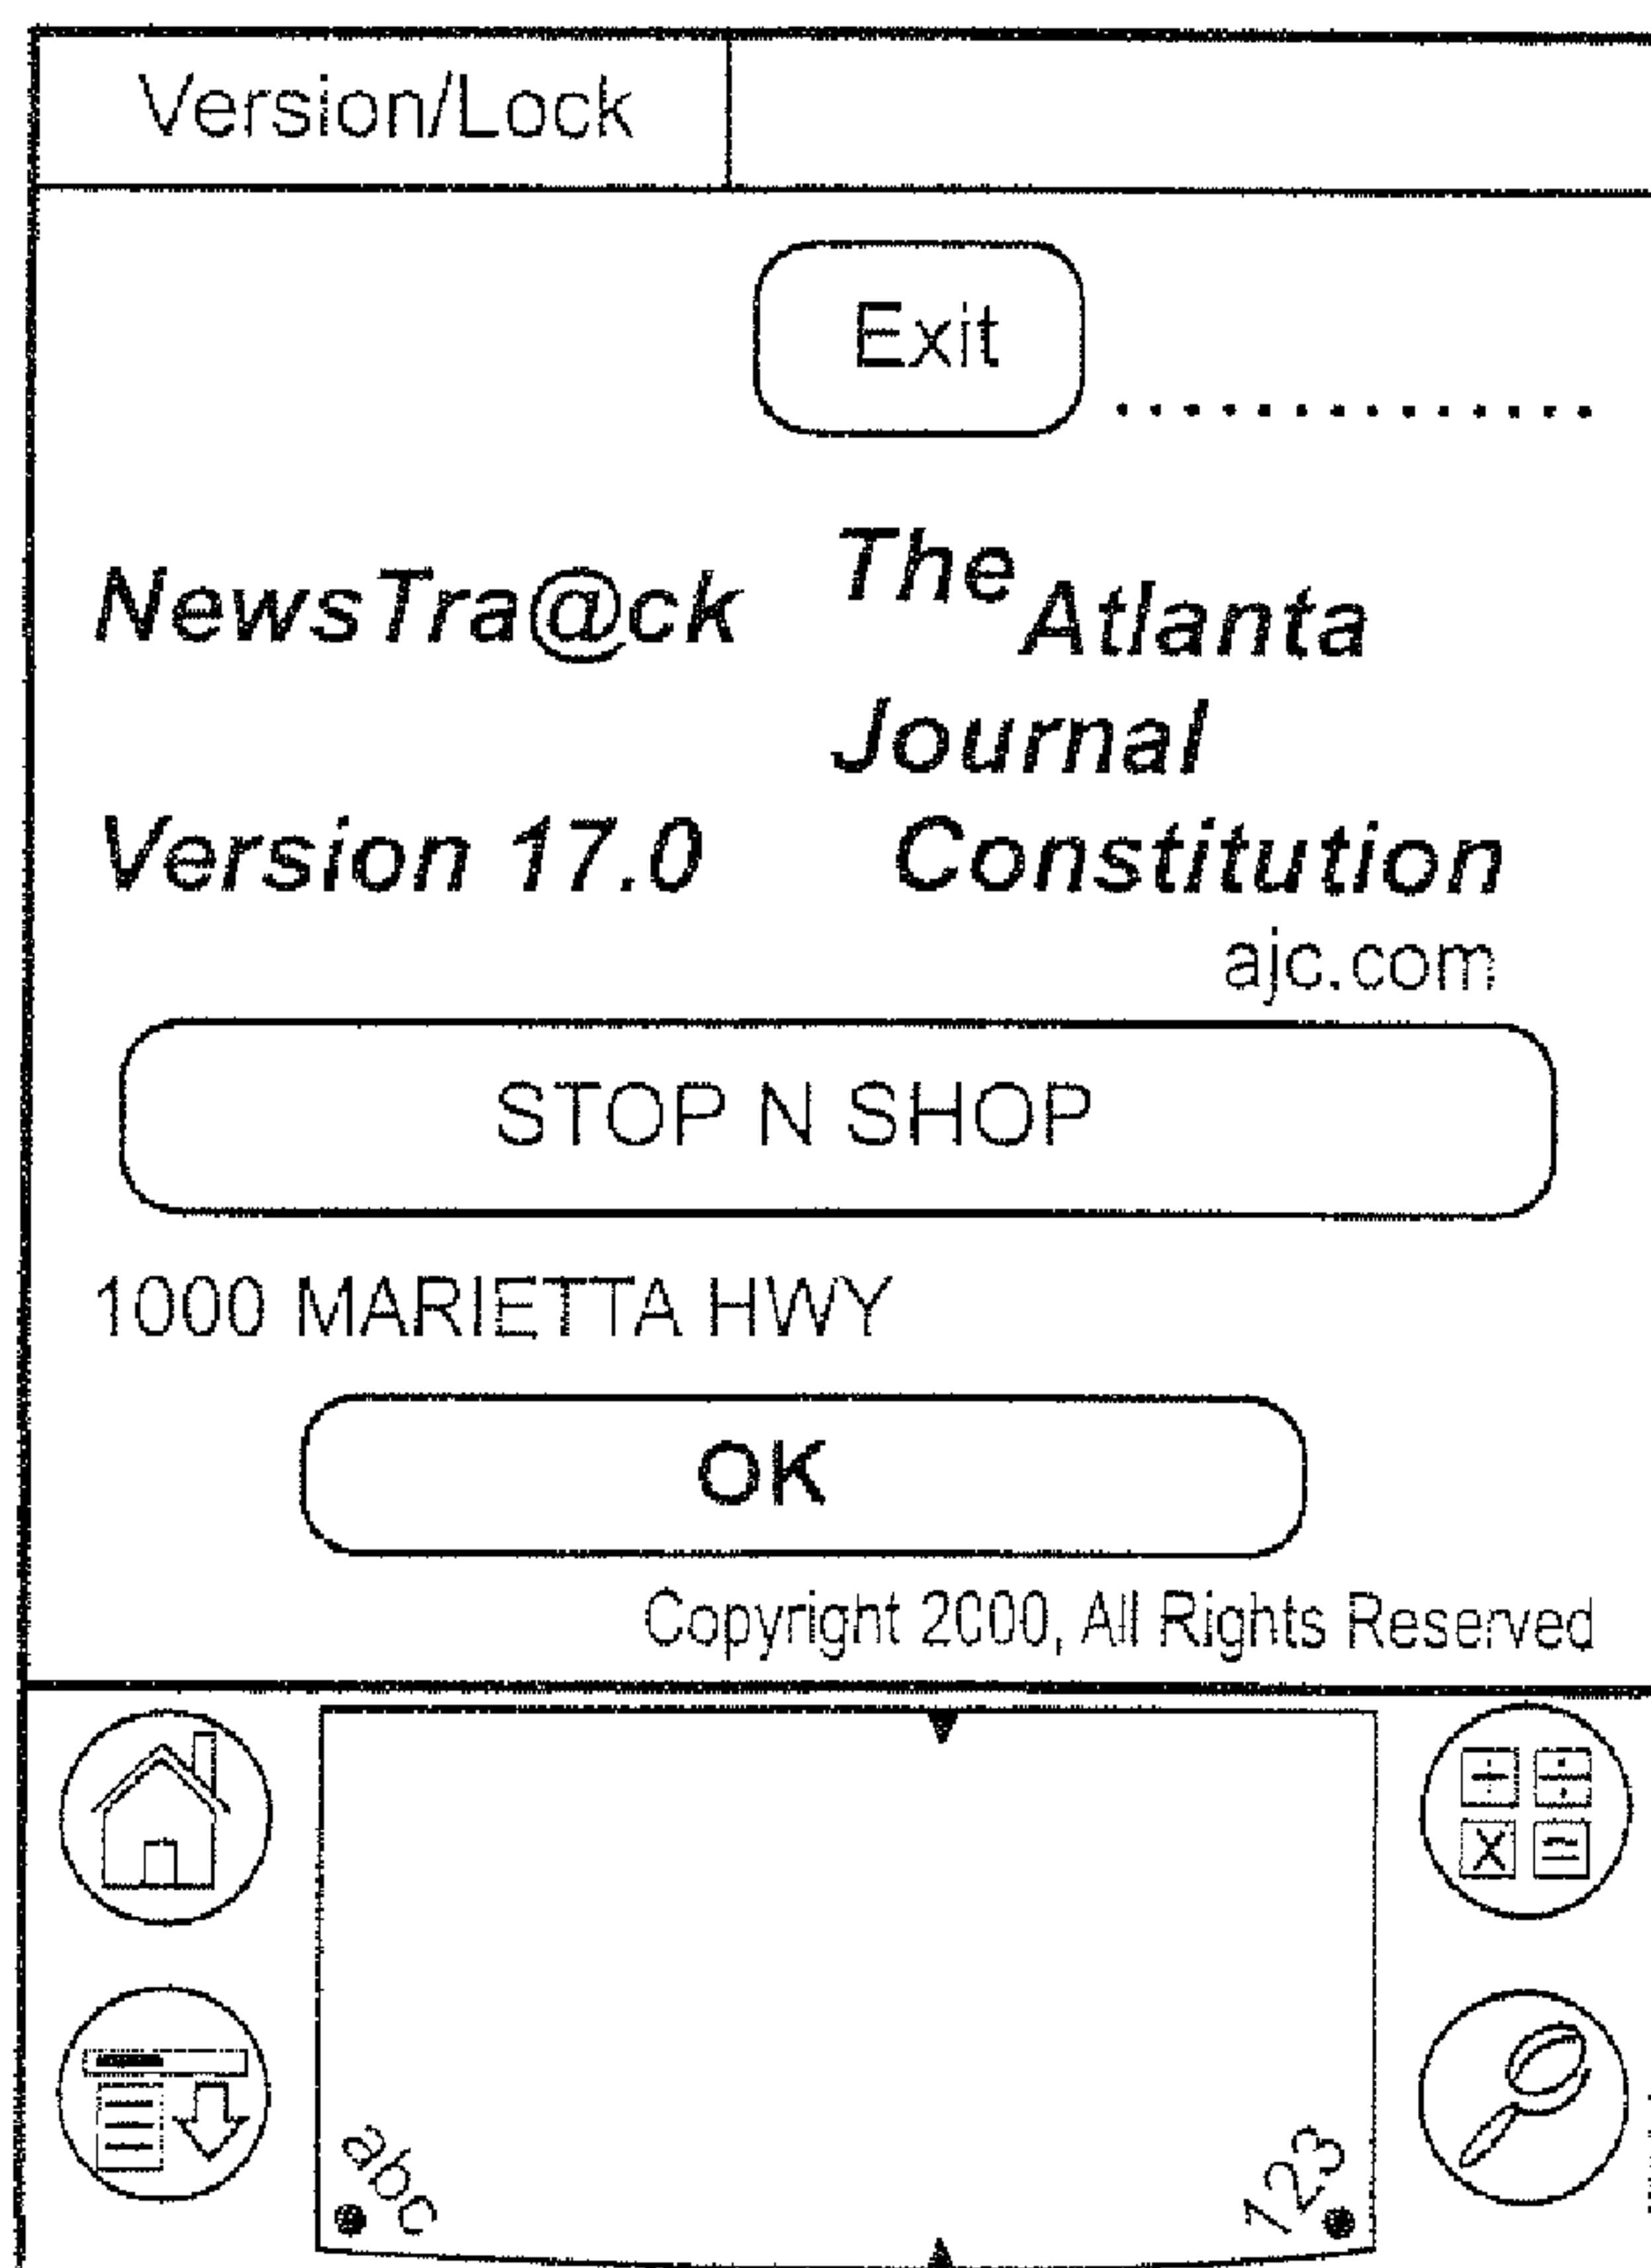 Version/Lock
Exit ..............
NewsTra@ck
The Atlanta
Journal
Version 17.0
Constitution
ajc.com
STOP N SHOP
1000 MARIETTA HWY
OK
Copyright 2000, All Rights Reserved
abc
123